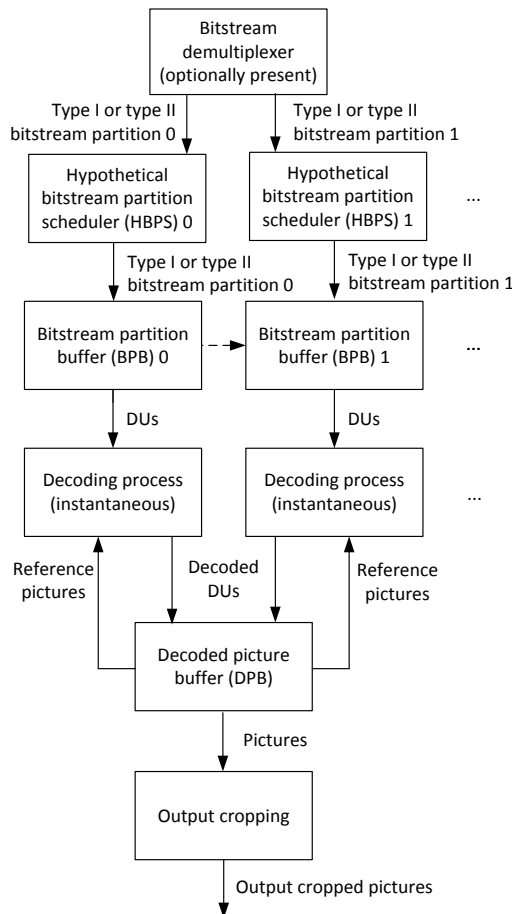 Bitstream
demultiplexer
(optionally present)
Type I or type II
bitstream partition 0
Type I or type II
bitstream partition 1
Hypothetical
bitstream partition
scheduler (HBPS) 0
Hypothetical
bitstream partition
scheduler (HBPS) 1
...
Type I or type II
bitstream partition 0
Type I or type II
bitstream partition 1
Bitstream partition
buffer (BPB) 0
Bitstream partition
buffer (BPB) 1
...
DUs
DUs
Decoding process
(instantaneous)
Decoding process
(instantaneous)
...
Reference
pictures
Decoded
DUs
Reference
pictures
Decoded picture
buffer (DPB)
Pictures
Output cropping
Output cropped pictures